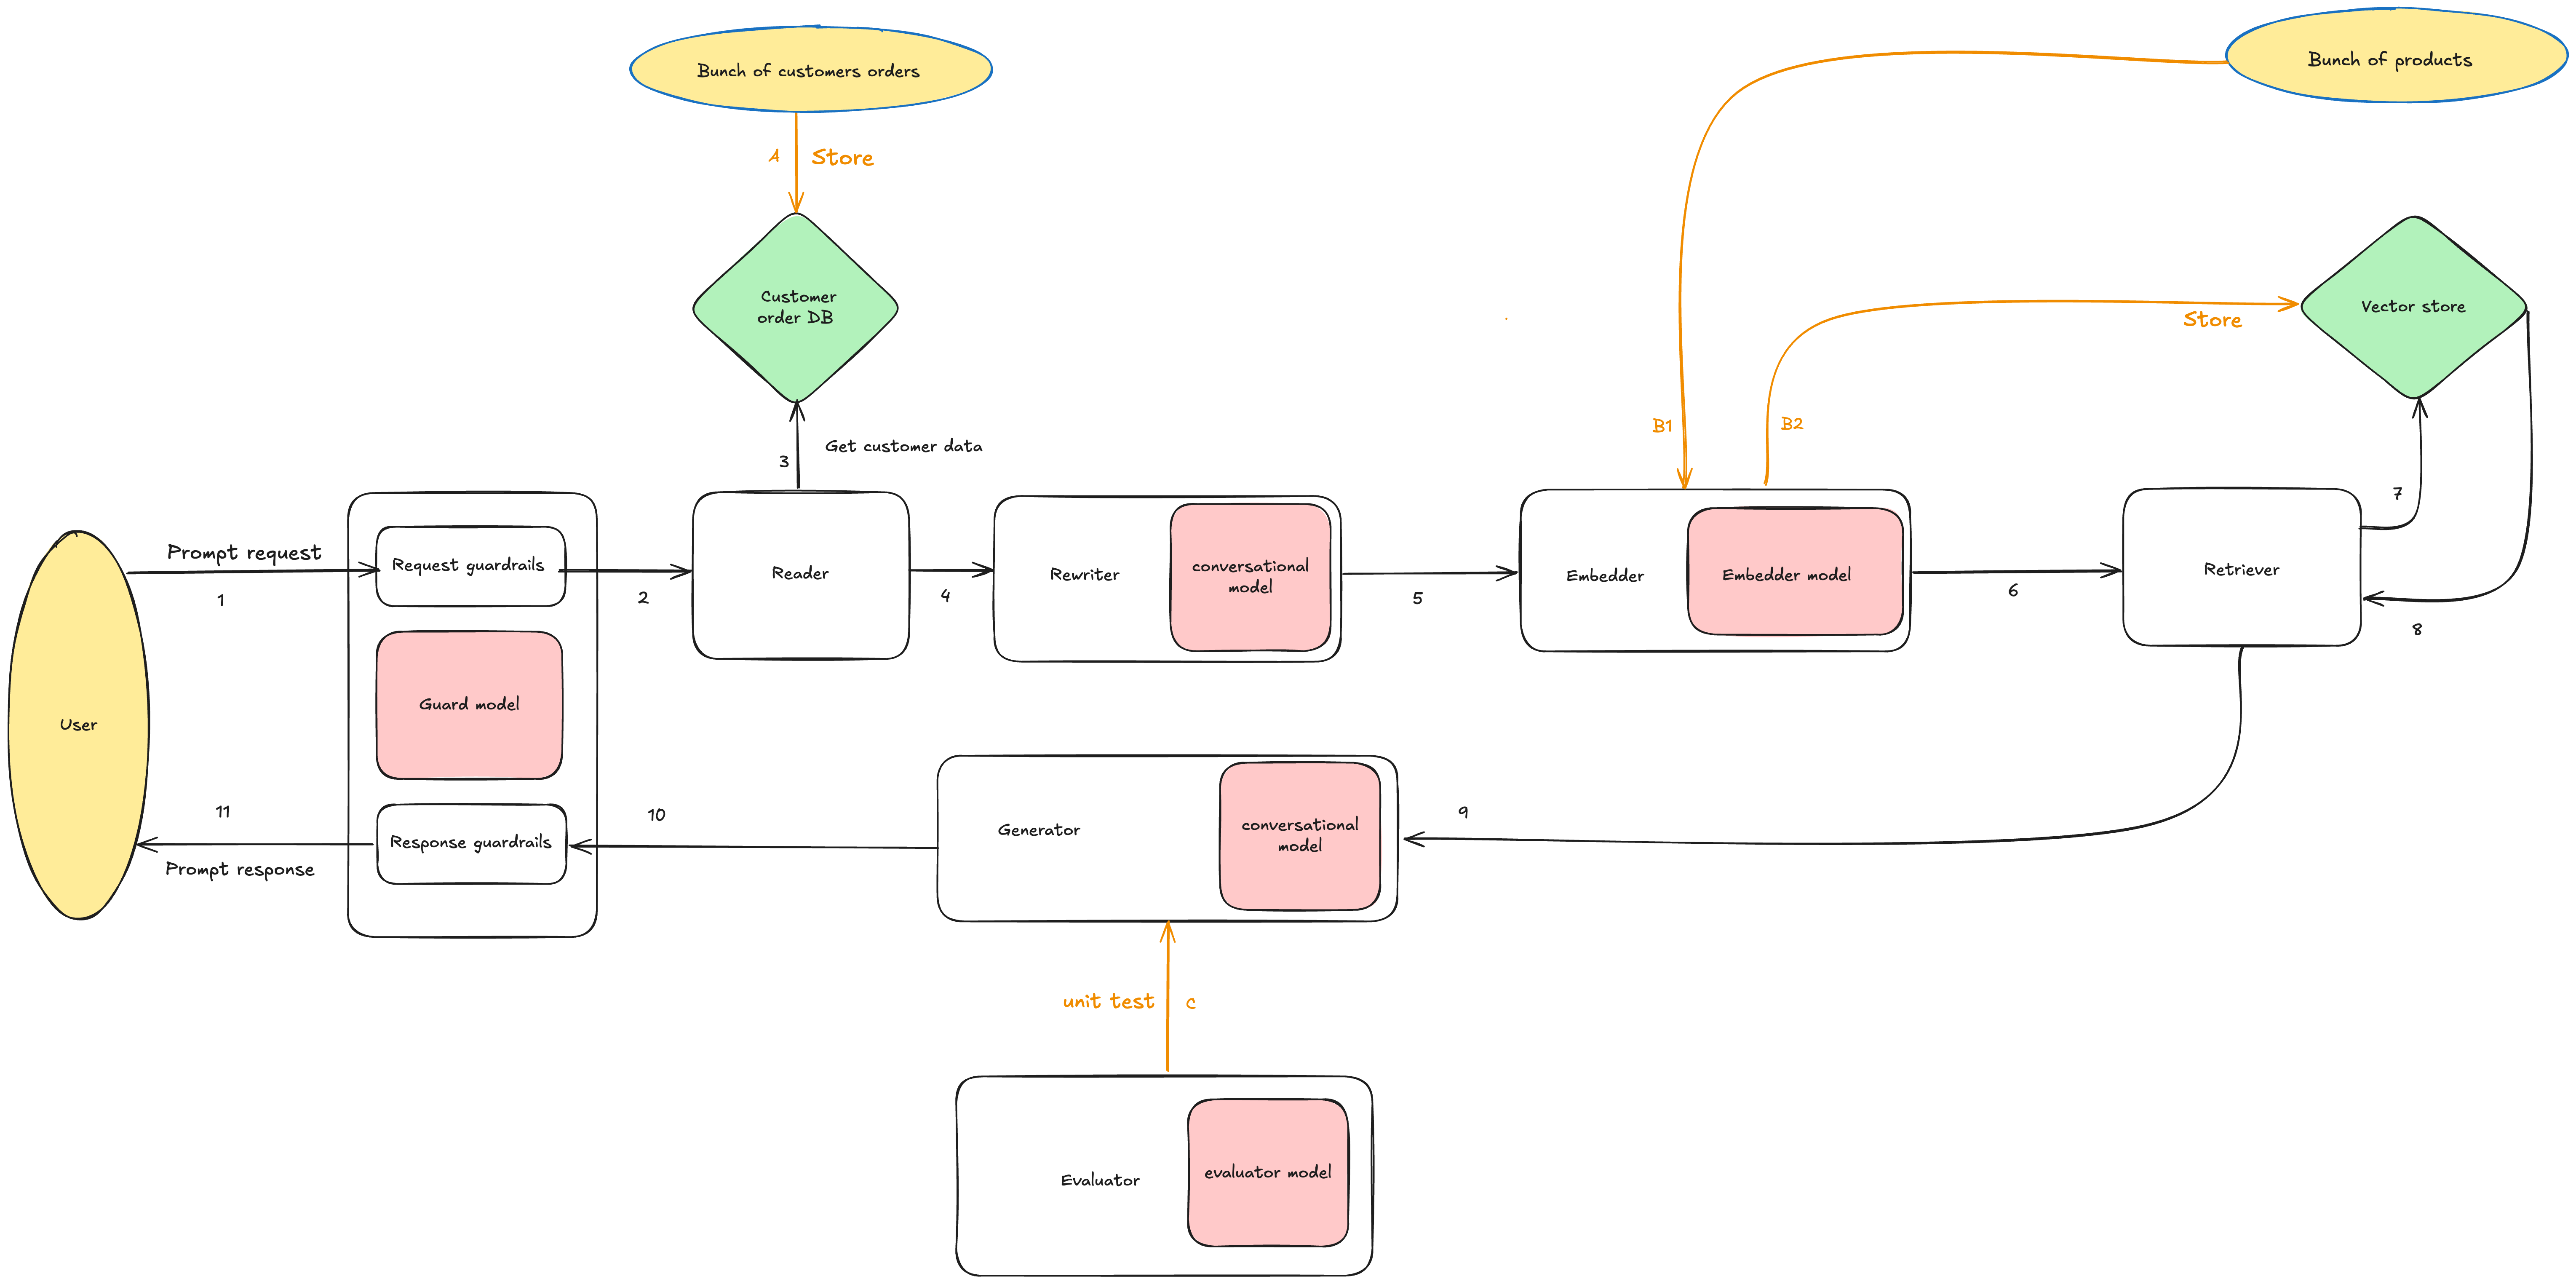 Bunch of customers orders
Bunch of products
A
Store
Customer
order DB
Vector store
Store
B1
B2
Get customer data
3
7
Prompt request
1
Request guardrails
2
Reader
4
Rewriter
conversational
model
5
Embedder
Embedder model
6
Retriever
8
User
Guard model
11
Prompt response
Response guardrails
10
Generator
conversational
model
9
unit test
C
Evaluator
evaluator model